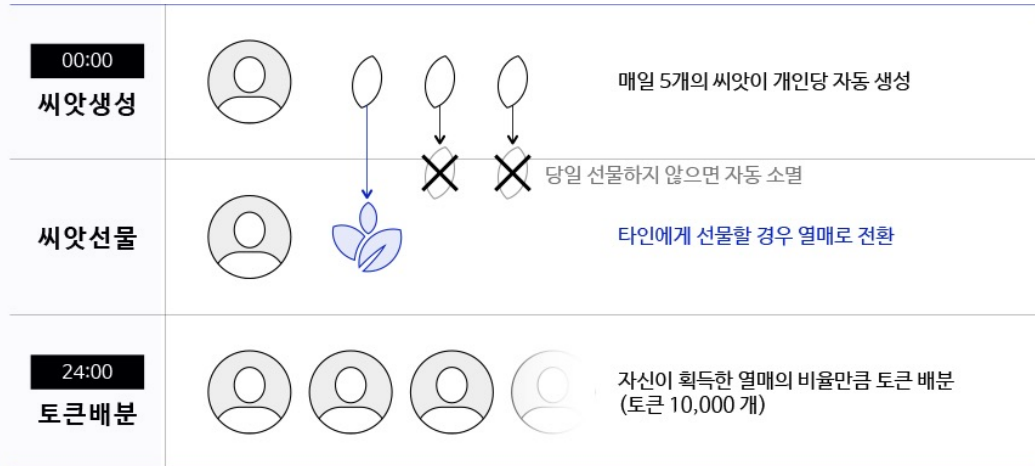 00:00
씨앗생성
매일 5개의 씨앗이 개인당 자동 생성
당일 선물하지 않으면 자동 소멸
씨앗선물
타인에게 선물할 경우 열매로 전환
24:00
토큰배분
자신이 획득한 열매의 비율만큼 토큰 배분
(토큰 10,000 개)